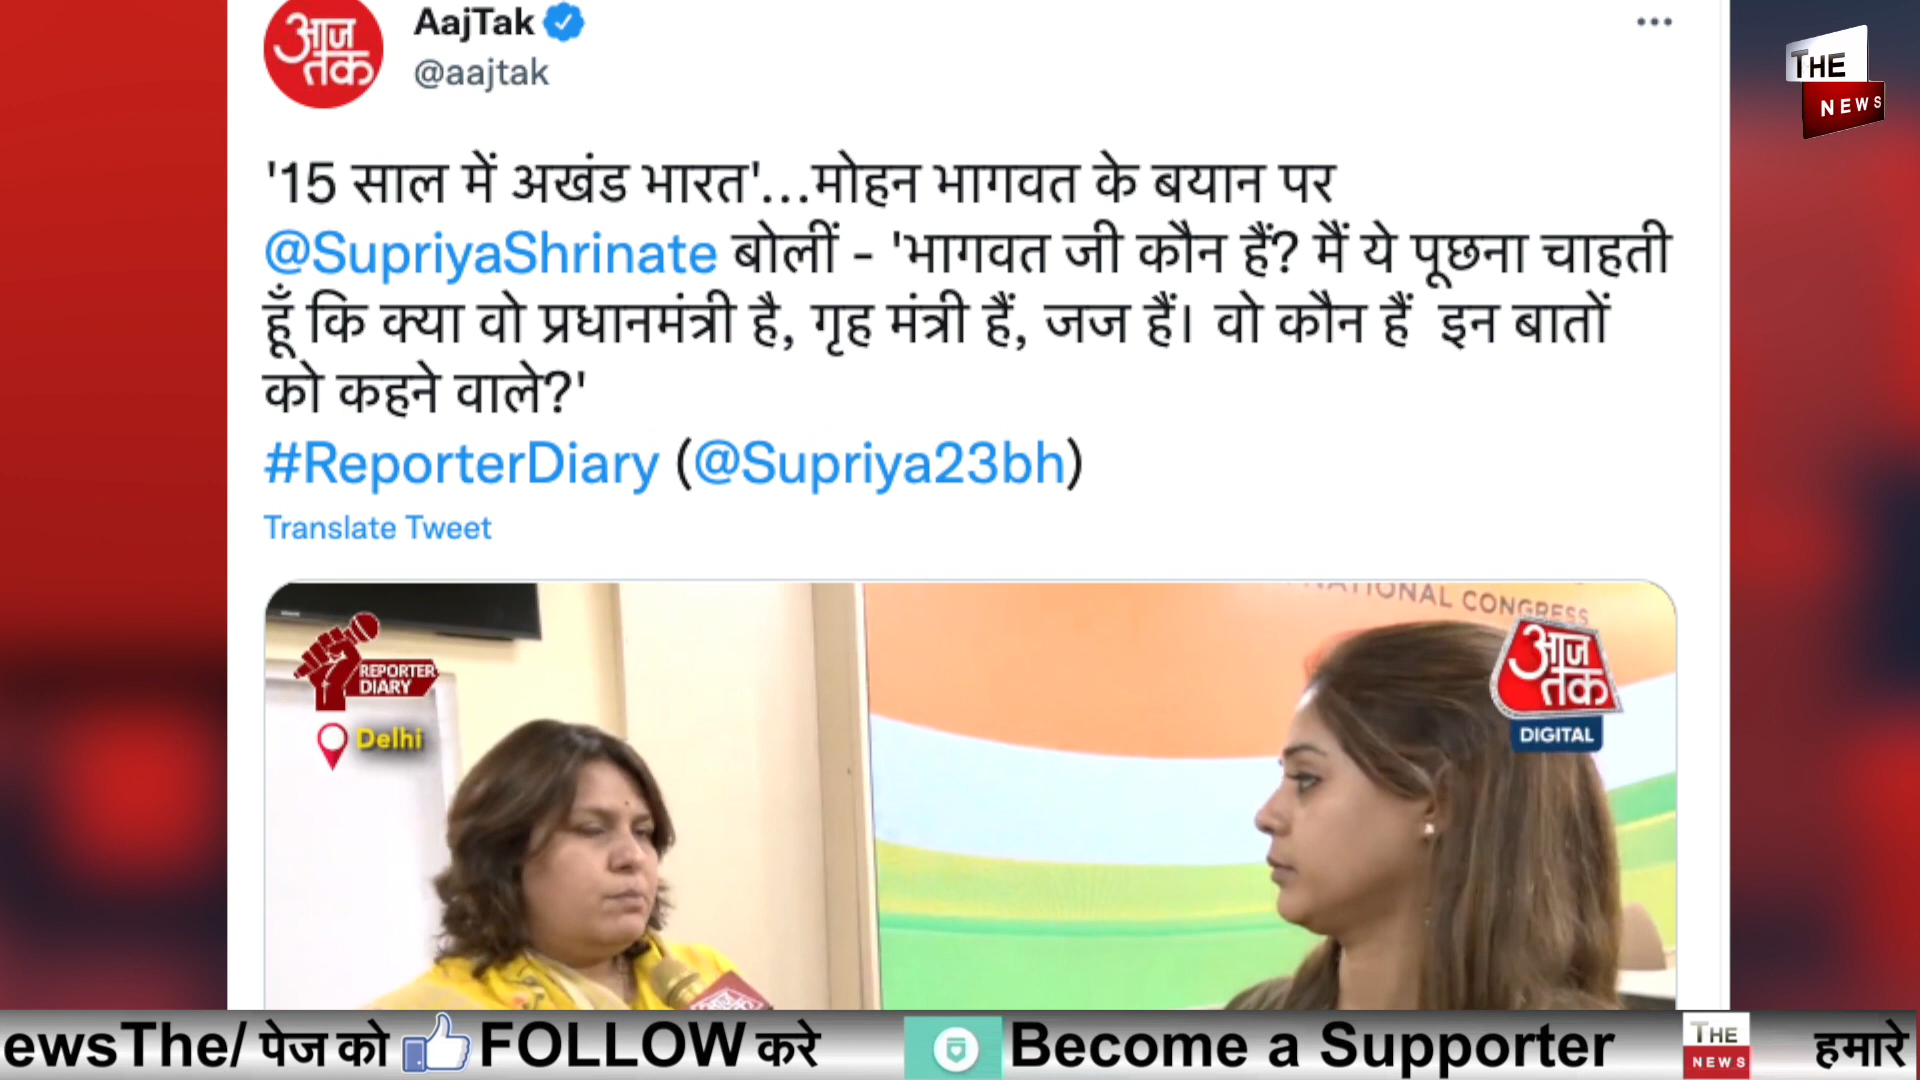 आज
तक
AajTak
@aajtak
THE
NEWS
'15 साल में अखंड भारत'...मोहन भागवत के बयान पर
@SupriyaShrinate बोलीं - 'भागवत जी कौन हैं? मैं ये पूछना चाहती
हूँ कि क्या वो प्रधानमंत्री है, गृह मंत्री हैं, जज हैं। वो कौन हैं इन बातों
को कहने वाले?'
#ReporterDiary (@Supriya23bh)
Translate Tweet
NATIONAL CONGRESS
REPORTER
DIARY
Delhi
आज
तक
DIGITAL
ewsThe/ पेज को FOLLOW करे Become a Supporter THE NEWS हमारे